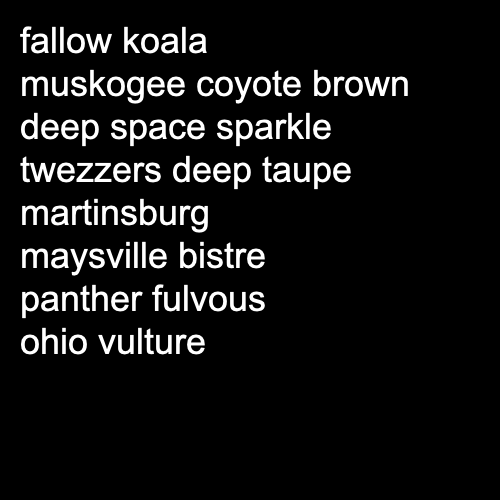 fallow koala
muskogee coyote brown
deep space sparkle
twezzers deep taupe
martinsburg
maysville bistre
panther fulvous
ohio vulture